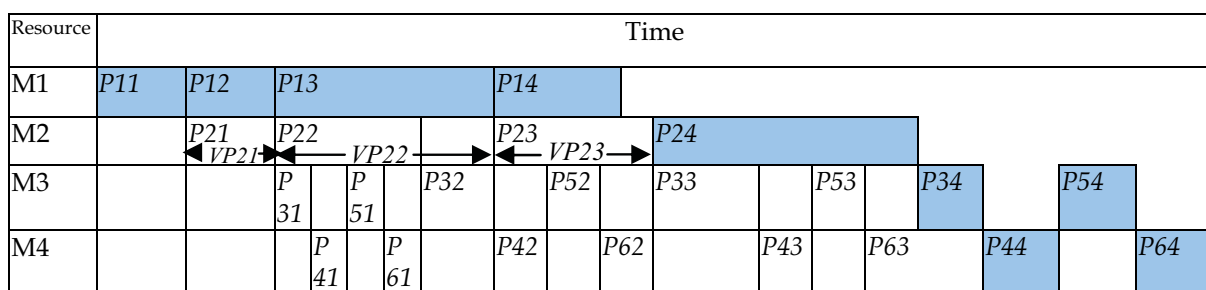 Resource Time
M1 P11 P12 P13 P14
M2 P21 P22 P23 P24
VP21 VP22 VP23
M3 P P P32 P52 P33 P53 P34 P54
31 51
M4 P P P42 P62 P43 P63 P44 P64
41 61